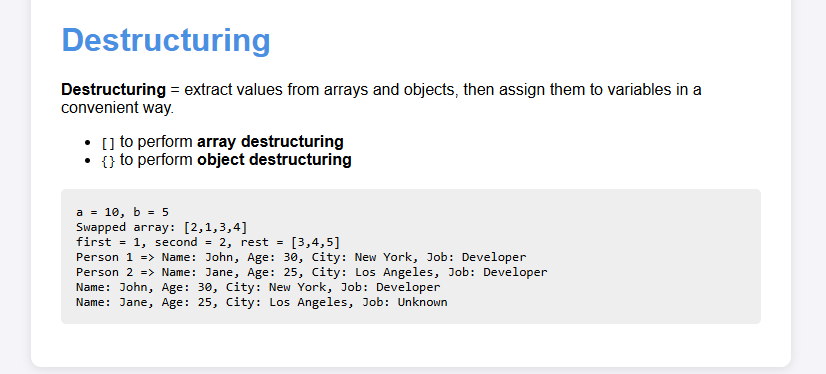 Destructuring
Destructuring = extract values from arrays and objects, then assign them to variables in a
convenient way.
• [] to perform array destructuring
• {} to perform object destructuring
a = 10, b = 5
Swapped array: [2,1,3,4]
first = 1, second = 2, rest = [3,4,5]
Person 1 => Name: John, Age: 30, City: New York, Job: Developer
Person 2 => Name: Jane, Age: 25, City: Los Angeles, Job: Developer
Name: John, Age: 30, City: New York, Job: Developer
Name: Jane, Age: 25, City: Los Angeles, Job: Unknown